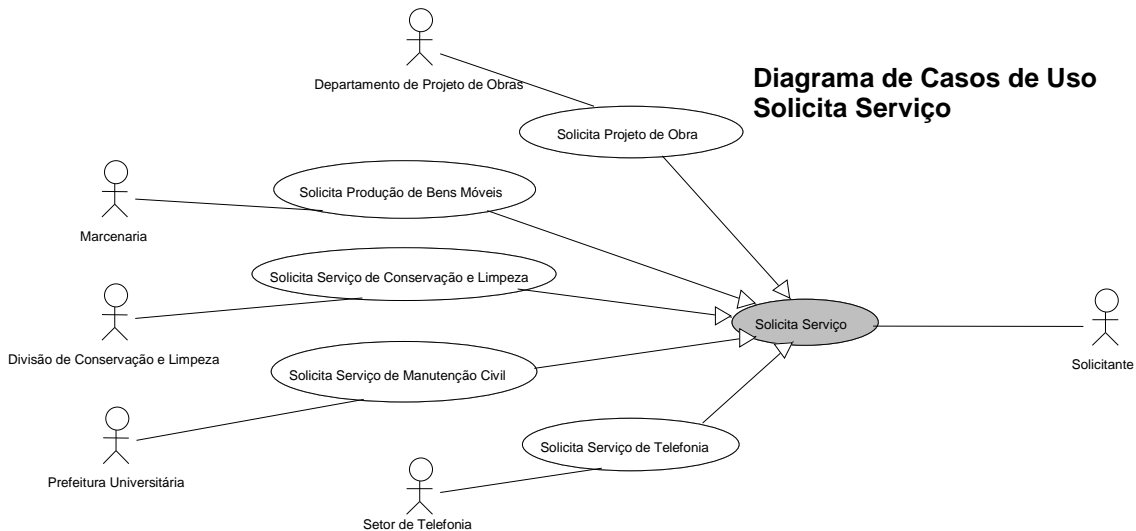 Diagrama de Casos de Uso
Solicita Serviço
Departamento de Projeto de Obras
Solicita Projeto de Obra
Solicita Produção de Bens Móveis
Marcenaria
Solicita Serviço de Conservação e Limpeza
Solicita Serviço
Divisão de Conservação e Limpeza
Solicitante
Solicita Serviço de Manutenção Civil
Solicita Serviço de Telefonia
Prefeitura Universitária
Setor de Telefonia